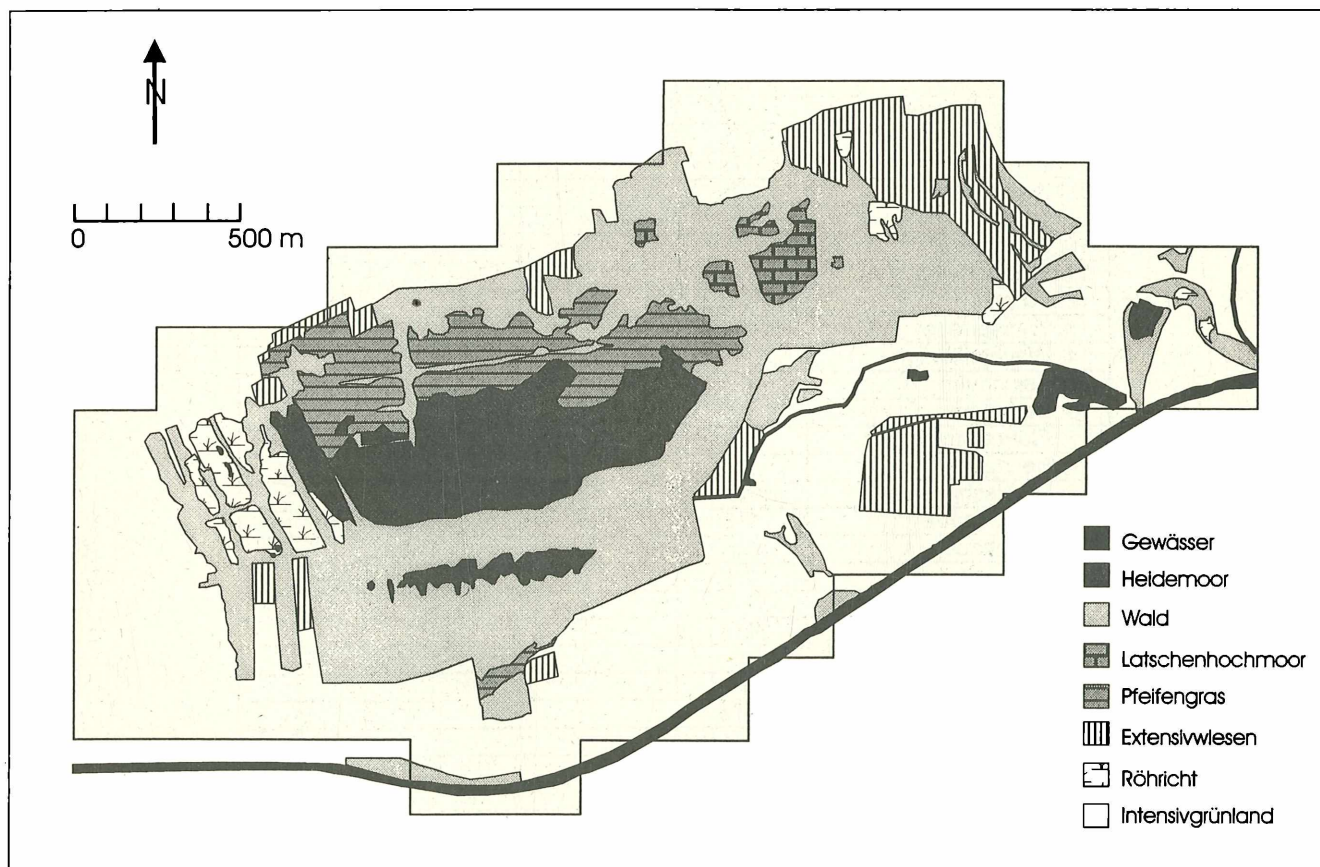 N
0 500 m
Gewässer
Heidemoor
Wald
Latschenhochmoor
Pfeifengras
Extensivwiesen
Röhricht
Intensivgrünland